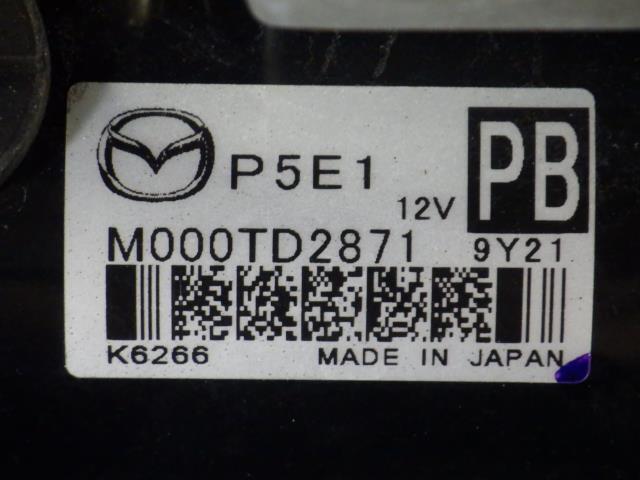 P5E1
12V
PB
M000TD2871
9Y21
K6266
MADE IN JAPAN